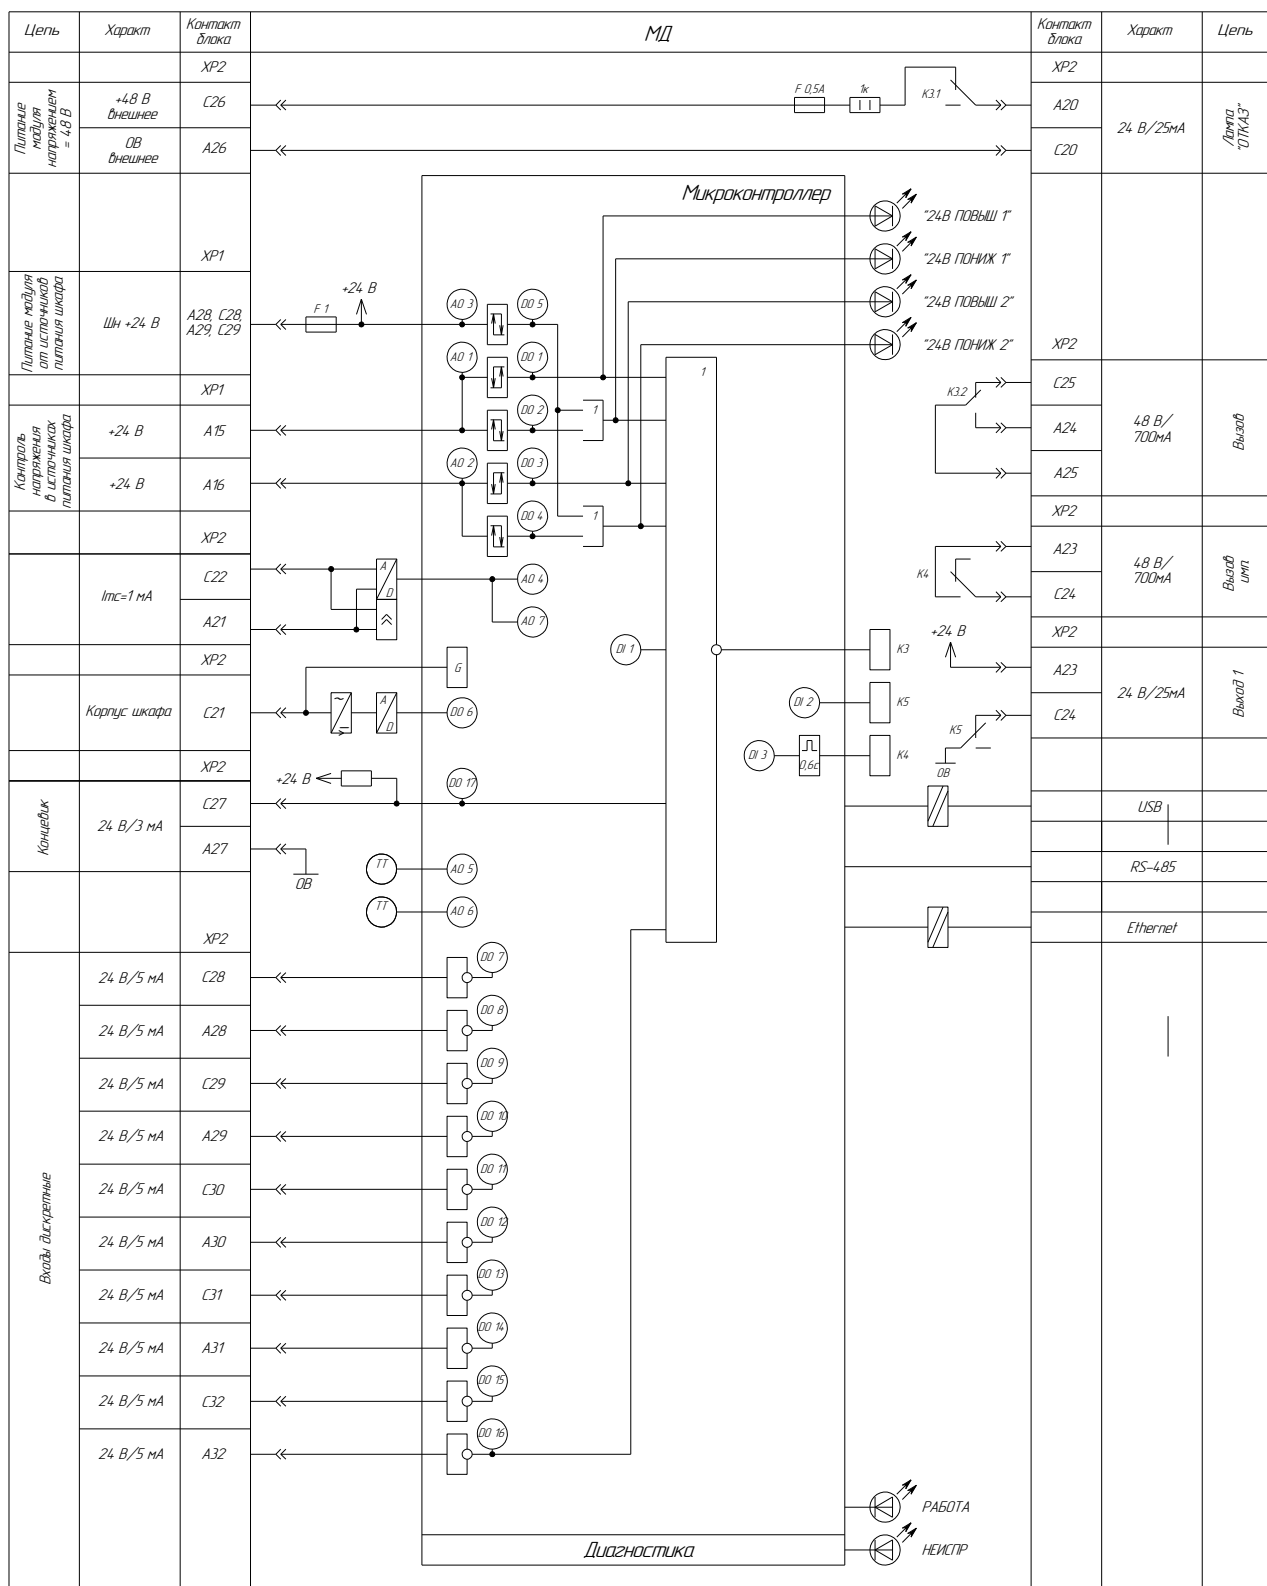 Цепь
Характ
Контакт
блока
МД
Контакт
блока
Характ
Цепь
XP2
XP2
Питание
модуля
напряжением
= 48 В
+48 В
внешнее
C26
F 0,5А
1к
К3.1
A20
24 В/25мА
Лампа
"ОТКАЗ"
0В
внешнее
A26
C20
Микроконтроллер
"24В ПОВЫШ 1"
"24В ПОНИЖ 1"
"24В ПОВЫШ 2"
"24В ПОНИЖ 2"
XP1
XP2
Питание модуля
от источников
питания шкафа
Шн +24 В
A28, C28,
A29, C29
F 1
+24 В
AO 3
DO 5
AO 1
DO 1
1
XP1
К3.2
C25
48 В/
700мА
Вызов
A24
A25
Контроль
напряжения
в источниках
питания шкафа
+24 В
A15
DO 2
1
+24 В
A16
AO 2
DO 3
DO 4
1
XP2
XP2
Iтс=1 мА
C22
A21
A
D
AO 4
AO 7
К4
A23
C24
48 В/
700мА
Вызов
имп
XP2
XP2
DI 1
К3
+24 В
A23
24 В/25мА
Выход 1
C24
G
Корпус шкафа
C21
~
A
D
DO 6
DI 2
К5
К5
0В
DI 3
0,6с
К4
XP2
Концевик
24 В/3 мА
C27
+24 В
DO 17
USB
A27
0В
TT
AO 5
RS-485
TT
AO 6
Ethernet
XP2
Входы дискретные
24 В/5 мА
C28
DO 7
24 В/5 мА
A28
DO 8
24 В/5 мА
C29
DO 9
24 В/5 мА
A29
DO 10
24 В/5 мА
C30
DO 11
24 В/5 мА
A30
DO 12
24 В/5 мА
C31
DO 13
24 В/5 мА
A31
DO 14
24 В/5 мА
C32
DO 15
24 В/5 мА
A32
DO 16
РАБОТА
Диагностика
НЕИСПР